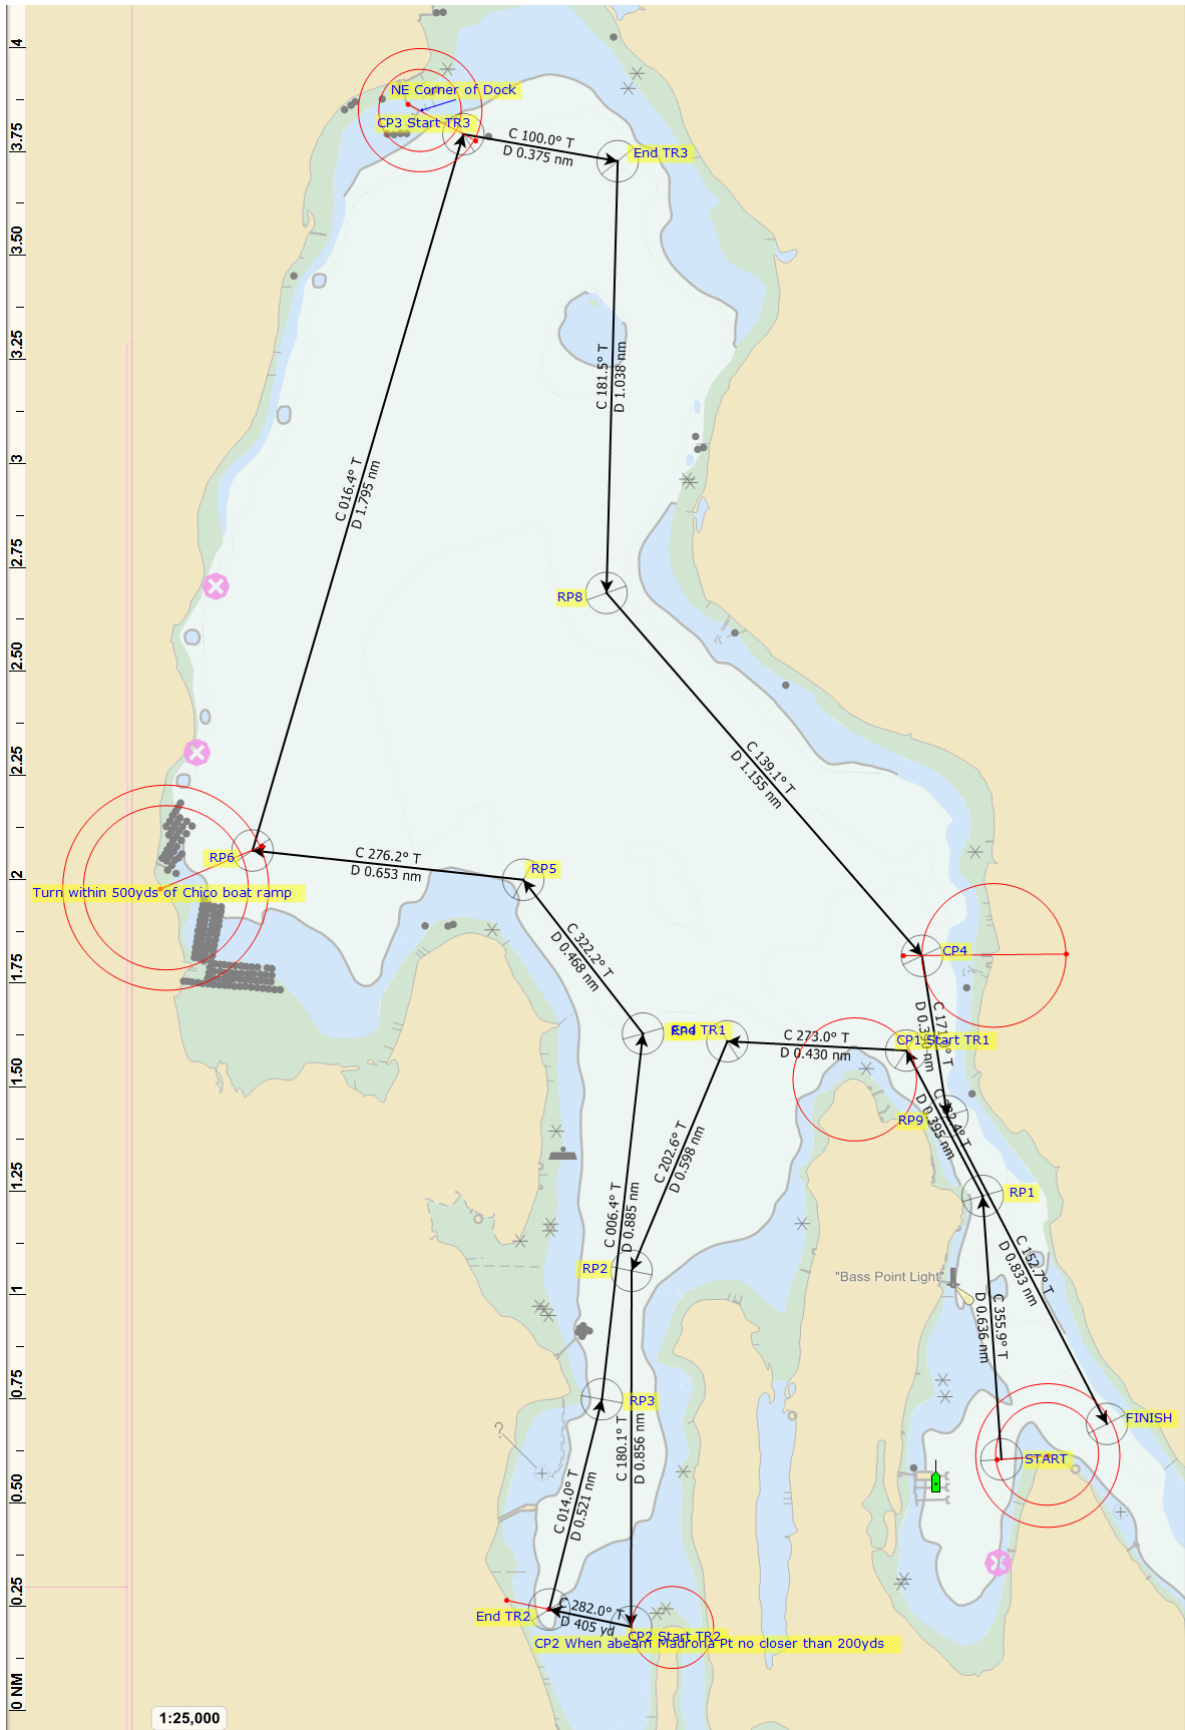 4
NE Corner of Dock
CP3 Start TR3
C 100.0° T
D 0.375 nm
End TR3
3.75
3.50
3.25
C 181.5° T
D 1.038 nm
3
C 016.4° T
D 1.795 nm
2.75
RP8
2.50
C 139.1° T
D 1.155 nm
2.25
RP6
C 276.2° T
D 0.653 nm
RP5
2
Turn within 500yds of Chico boat ramp
C 322.2° T
D 0.468 nm
CP4
1.75
End TR1
C 273.0° T
D 0.430 nm
CP1 Start TR1
1.50
RP9
D 0.395 nm
C 202.6° T
D 0.598 nm
1.25
RP1
C 006.4° T
D 0.885 nm
RP2
1
"Bass Point Light"
C 152.7° T
D 0.833 nm
C 355.9° T
D 0.636 nm
0.75
RP3
FINISH
?
C 180.1° T
D 0.856 nm
START
0.50
C 014.0° T
D 0.521 nm
0.25
End TR2
C 282.0° T
D 405 yd
CP2 Start TR2
CP2 When abeam Madrona Pt no closer than 200yds
0 NM
1:25,000